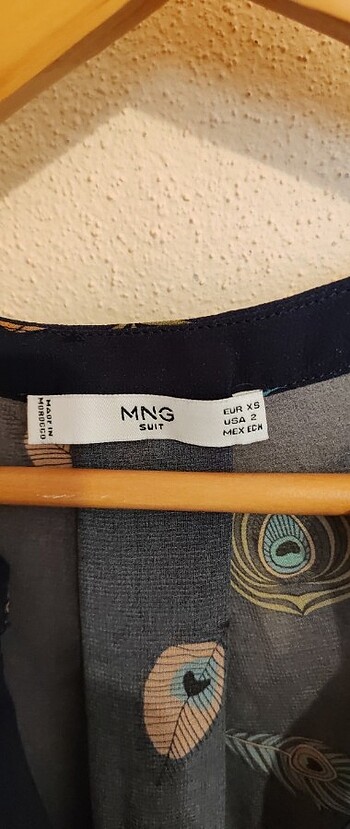 MADE IN
MOROCCO
MNG
SUIT
EUR XS
USA 2
MEX ECH